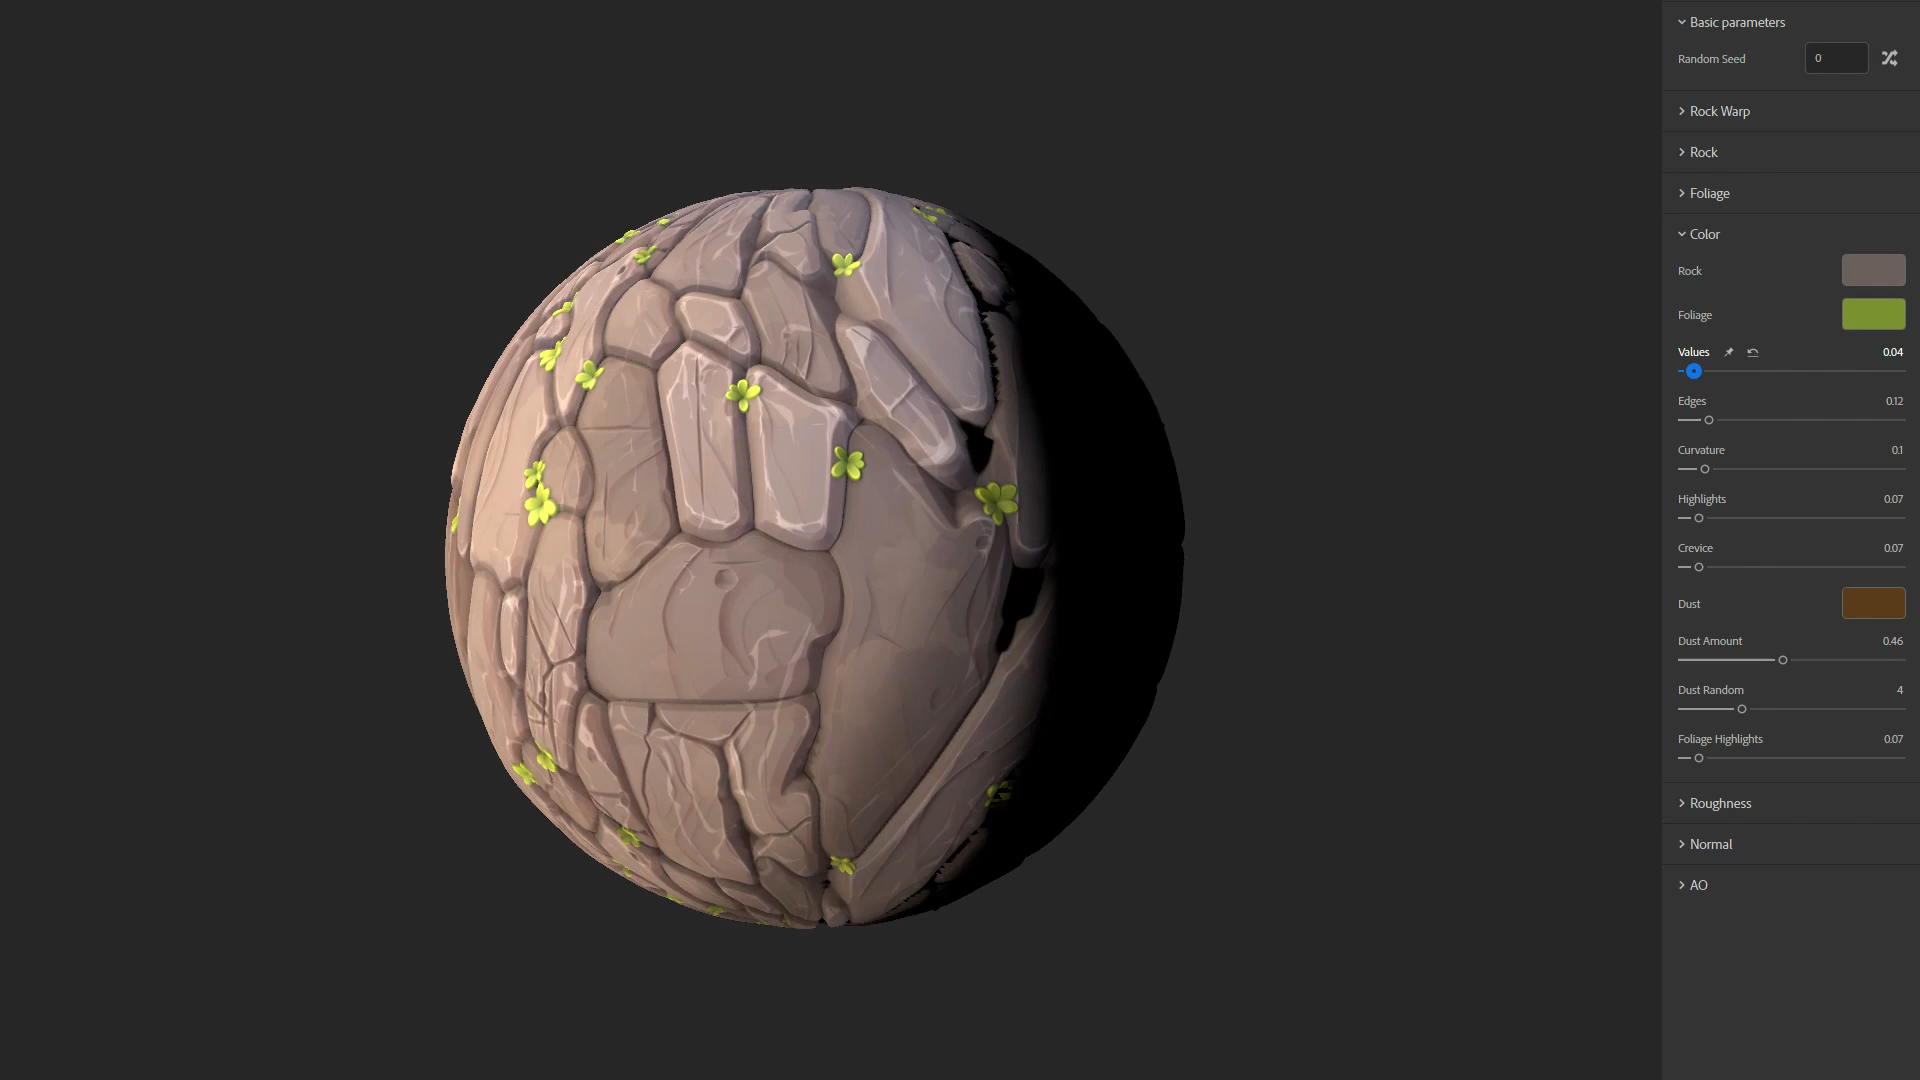 Basic parameters
Random Seed 0
Rock Warp
Rock
Foliage
Color
Rock
Foliage
Values 0.04
Edges 0.12
Curvature 0.1
Highlights 0.07
Crevice 0.07
Dust
Dust Amount 0.46
Dust Random 4
Foliage Highlights 0.07
Roughness
Normal
AO